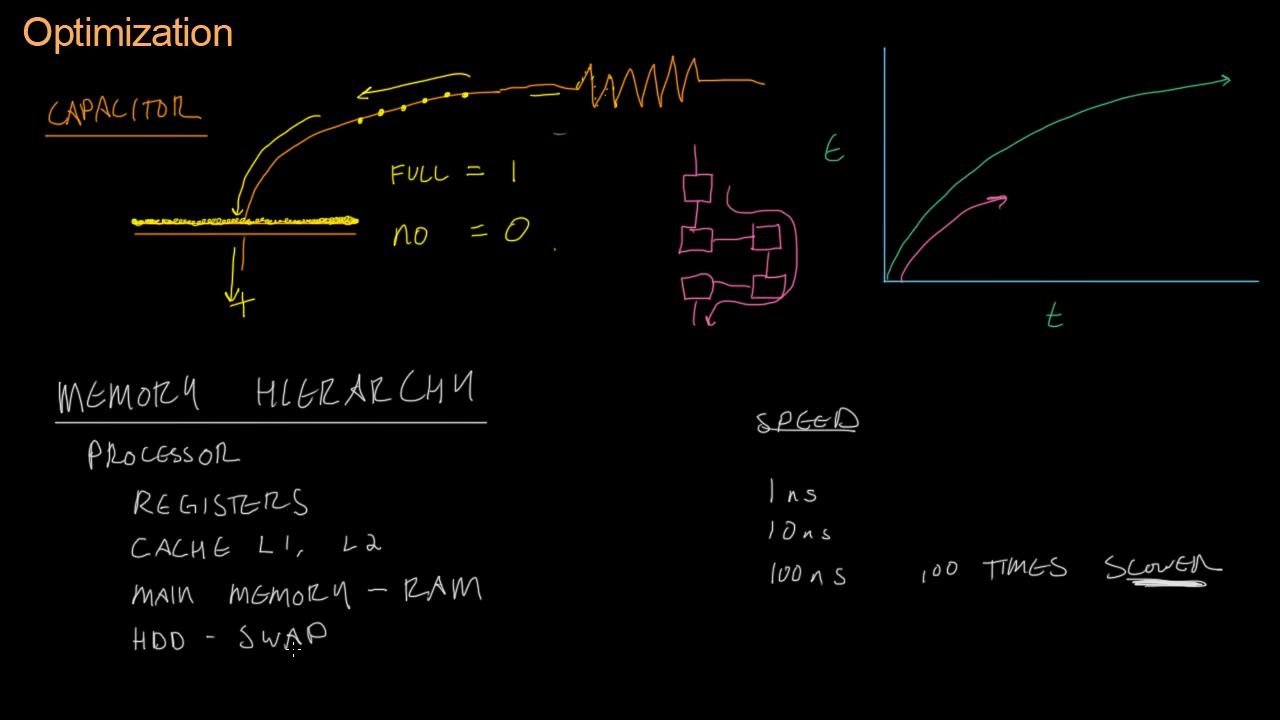 Optimization
CAPACITOR
FULL = 1
no = 0
+
E
t
MEMORY HIERARCHY
PROCESSOR
REGISTERS
CACHE L1, L2
MAIN MEMORY - RAM
HDD - SWAP
SPEED
1 ns
10 ns
100 ns 100 TIMES SLOWER